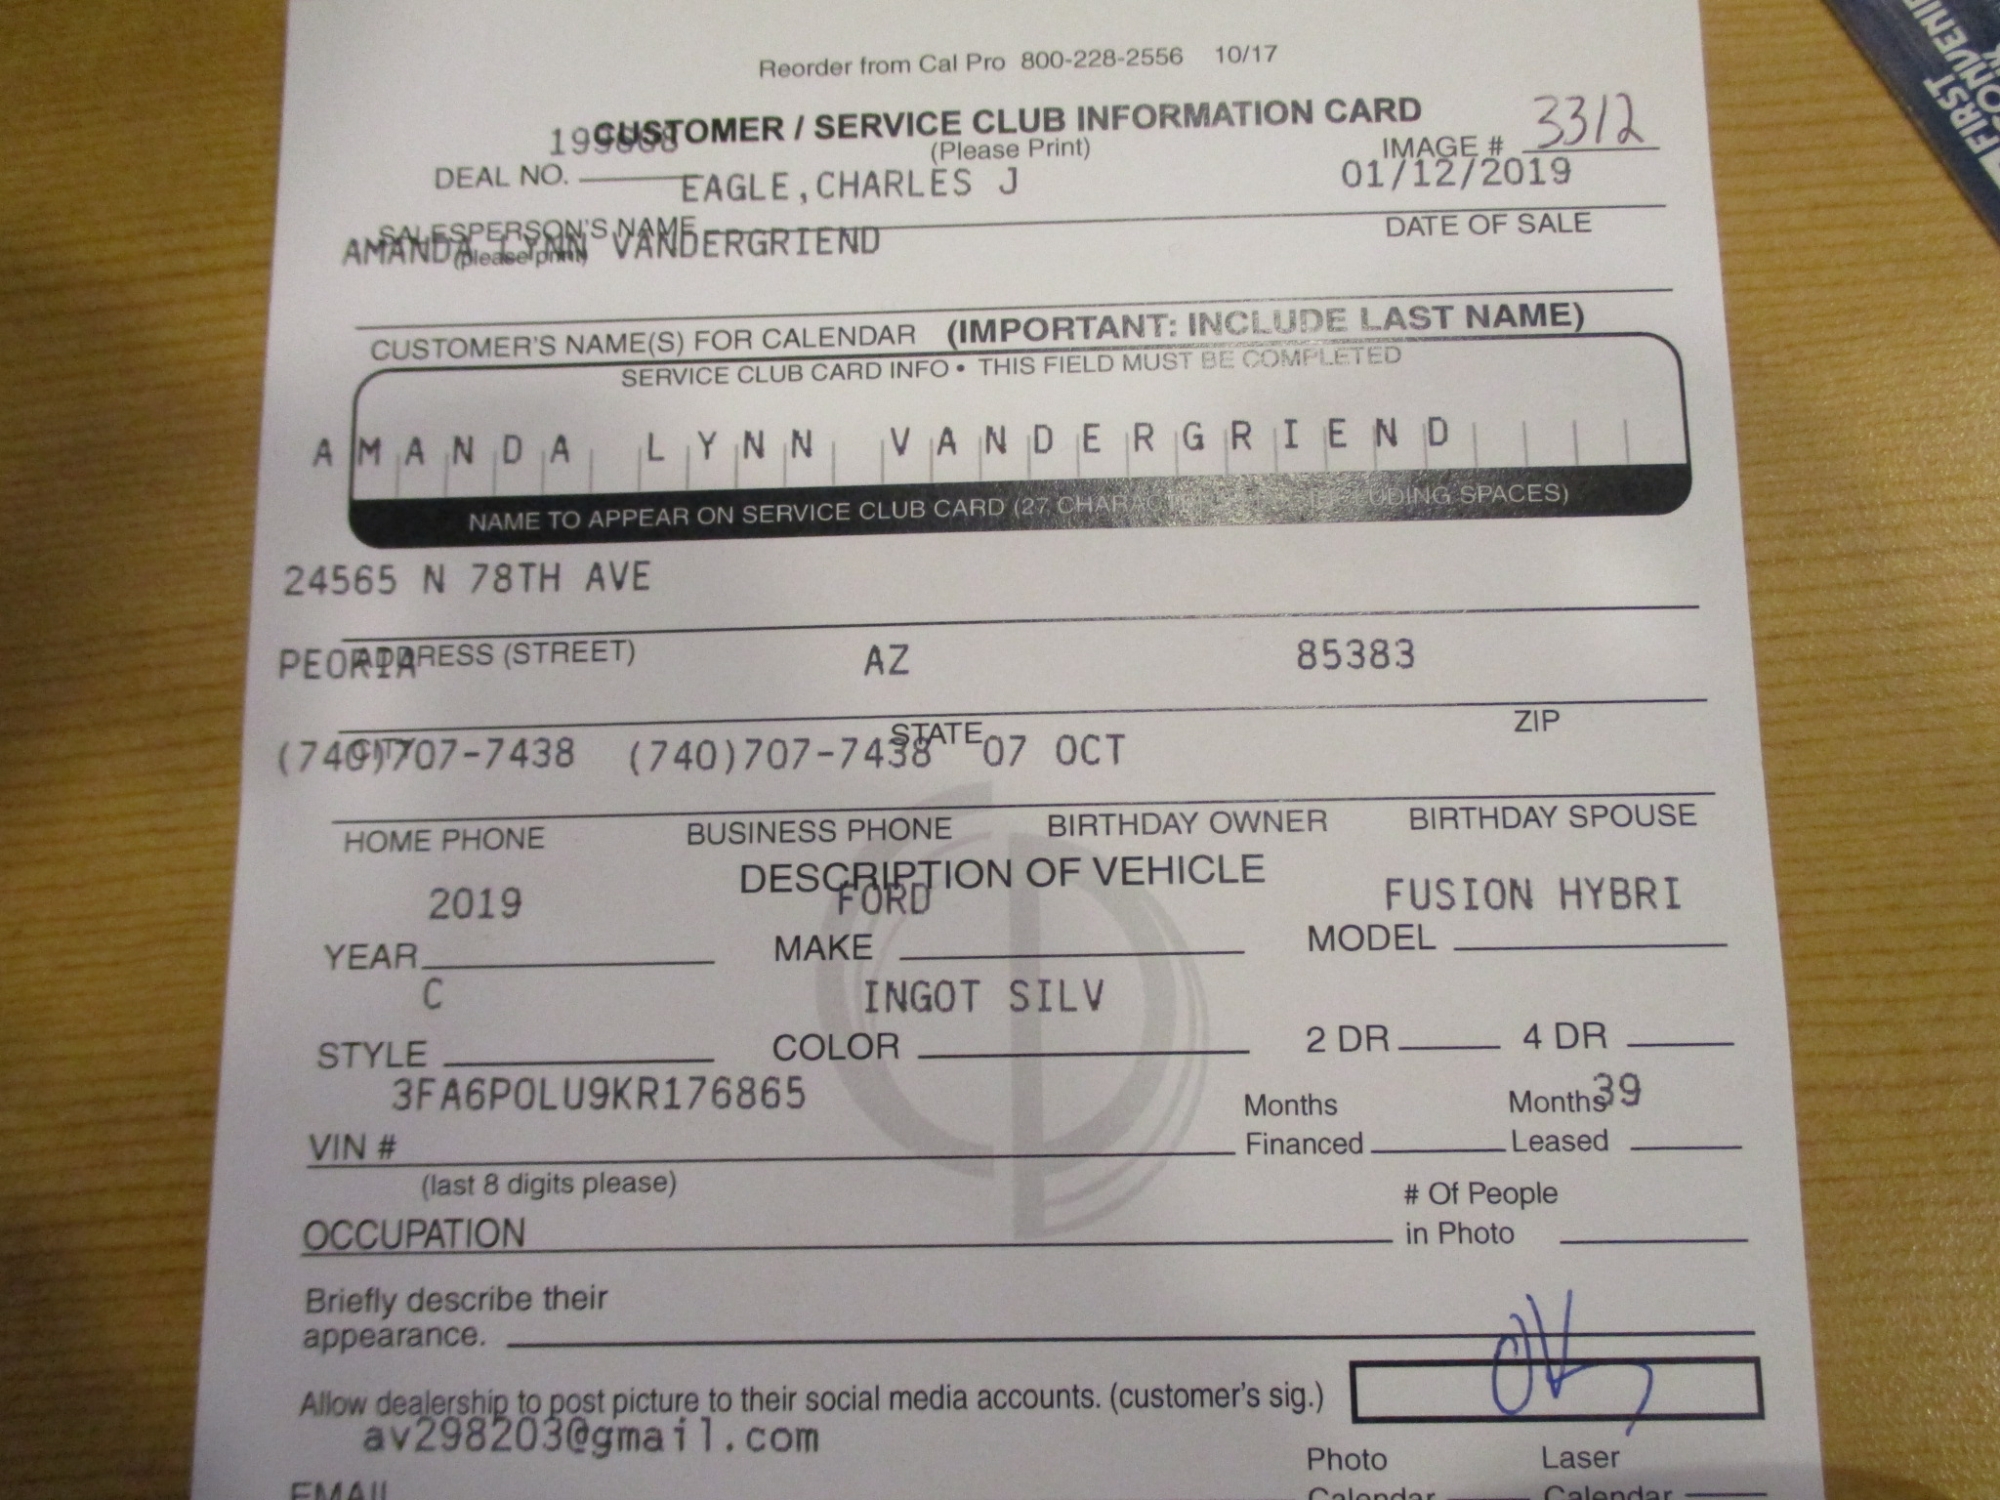 Reorder from Cal Pro 800-228-2556 10/17
CUSTOMER / SERVICE CLUB INFORMATION CARD
(Please Print)
IMAGE # 3312
DEAL NO.
EAGLE,CHARLES J 01/12/2019
SALESPERSON'S NAME DATE OF SALE
(please print)
AMANDA LYNN VANDERGRIEND
CUSTOMER'S NAME(S) FOR CALENDAR (IMPORTANT: INCLUDE LAST NAME)
SERVICE CLUB CARD INFO • THIS FIELD MUST BE COMPLETED
AMANDA LYNN VANDERGRIEND
NAME TO APPEAR ON SERVICE CLUB CARD (27 CHARACTERS INCLUDING SPACES)
24565 N 78TH AVE
ADDRESS (STREET)
PEORIA AZ 85383
CITY STATE ZIP
(740)707-7438 (740)707-7438 07 OCT
HOME PHONE BUSINESS PHONE BIRTHDAY OWNER BIRTHDAY SPOUSE
DESCRIPTION OF VEHICLE
2019 FORD FUSION HYBRI
YEAR MAKE MODEL
C INGOT SILV
STYLE COLOR 2 DR 4 DR
3FA6P0LU9KR176865 Months Months 39
VIN # Financed Leased
(last 8 digits please)
# Of People
OCCUPATION in Photo
Briefly describe their
appearance.
Allow dealership to post picture to their social media accounts. (customer's sig.)
av298203@gmail.com
Photo Laser
EMAIL Calendar Calendar